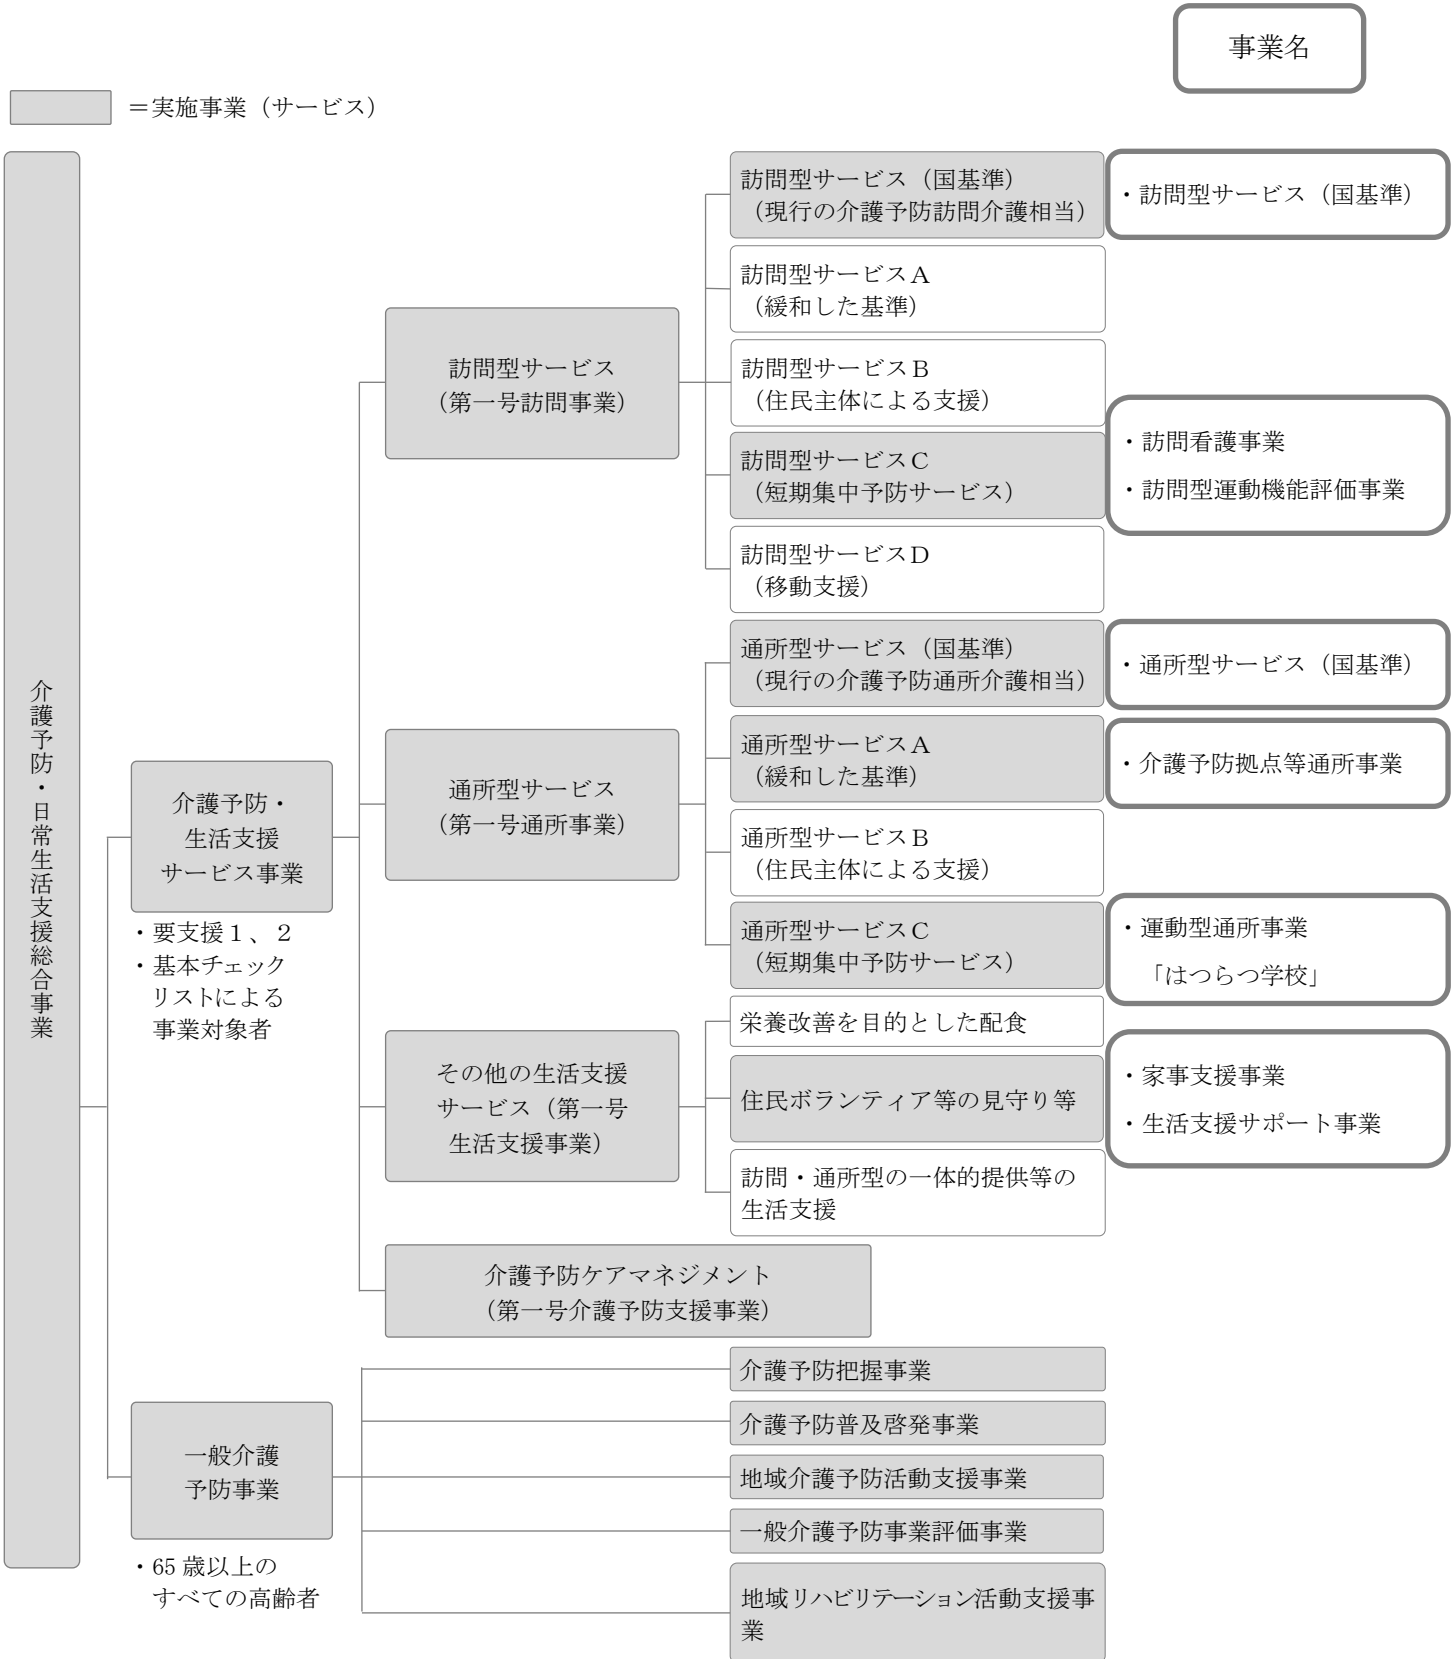 事業名
＝実施事業（サービス）
介護予防・日常生活支援総合事業
介護予防・
生活支援
サービス事業
・要支援１、２
・基本チェック
リストによる
事業対象者
訪問型サービス
（第一号訪問事業）
訪問型サービス（国基準）
（現行の介護予防訪問介護相当）
・訪問型サービス（国基準）
訪問型サービスＡ
（緩和した基準）
訪問型サービスＢ
（住民主体による支援）
訪問型サービスＣ
（短期集中予防サービス）
・訪問看護事業
・訪問型運動機能評価事業
訪問型サービスＤ
（移動支援）
通所型サービス
（第一号通所事業）
通所型サービス（国基準）
（現行の介護予防通所介護相当）
・通所型サービス（国基準）
通所型サービスＡ
（緩和した基準）
・介護予防拠点等通所事業
通所型サービスＢ
（住民主体による支援）
通所型サービスＣ
（短期集中予防サービス）
・運動型通所事業
「はつらつ学校」
その他の生活支援
サービス（第一号
生活支援事業）
栄養改善を目的とした配食
住民ボランティア等の見守り等
・家事支援事業
・生活支援サポート事業
訪問・通所型の一体的提供等の
生活支援
介護予防ケアマネジメント
（第一号介護予防支援事業）
一般介護
予防事業
・65 歳以上の
すべての高齢者
介護予防把握事業
介護予防普及啓発事業
地域介護予防活動支援事業
一般介護予防事業評価事業
地域リハビリテーション活動支援事
業